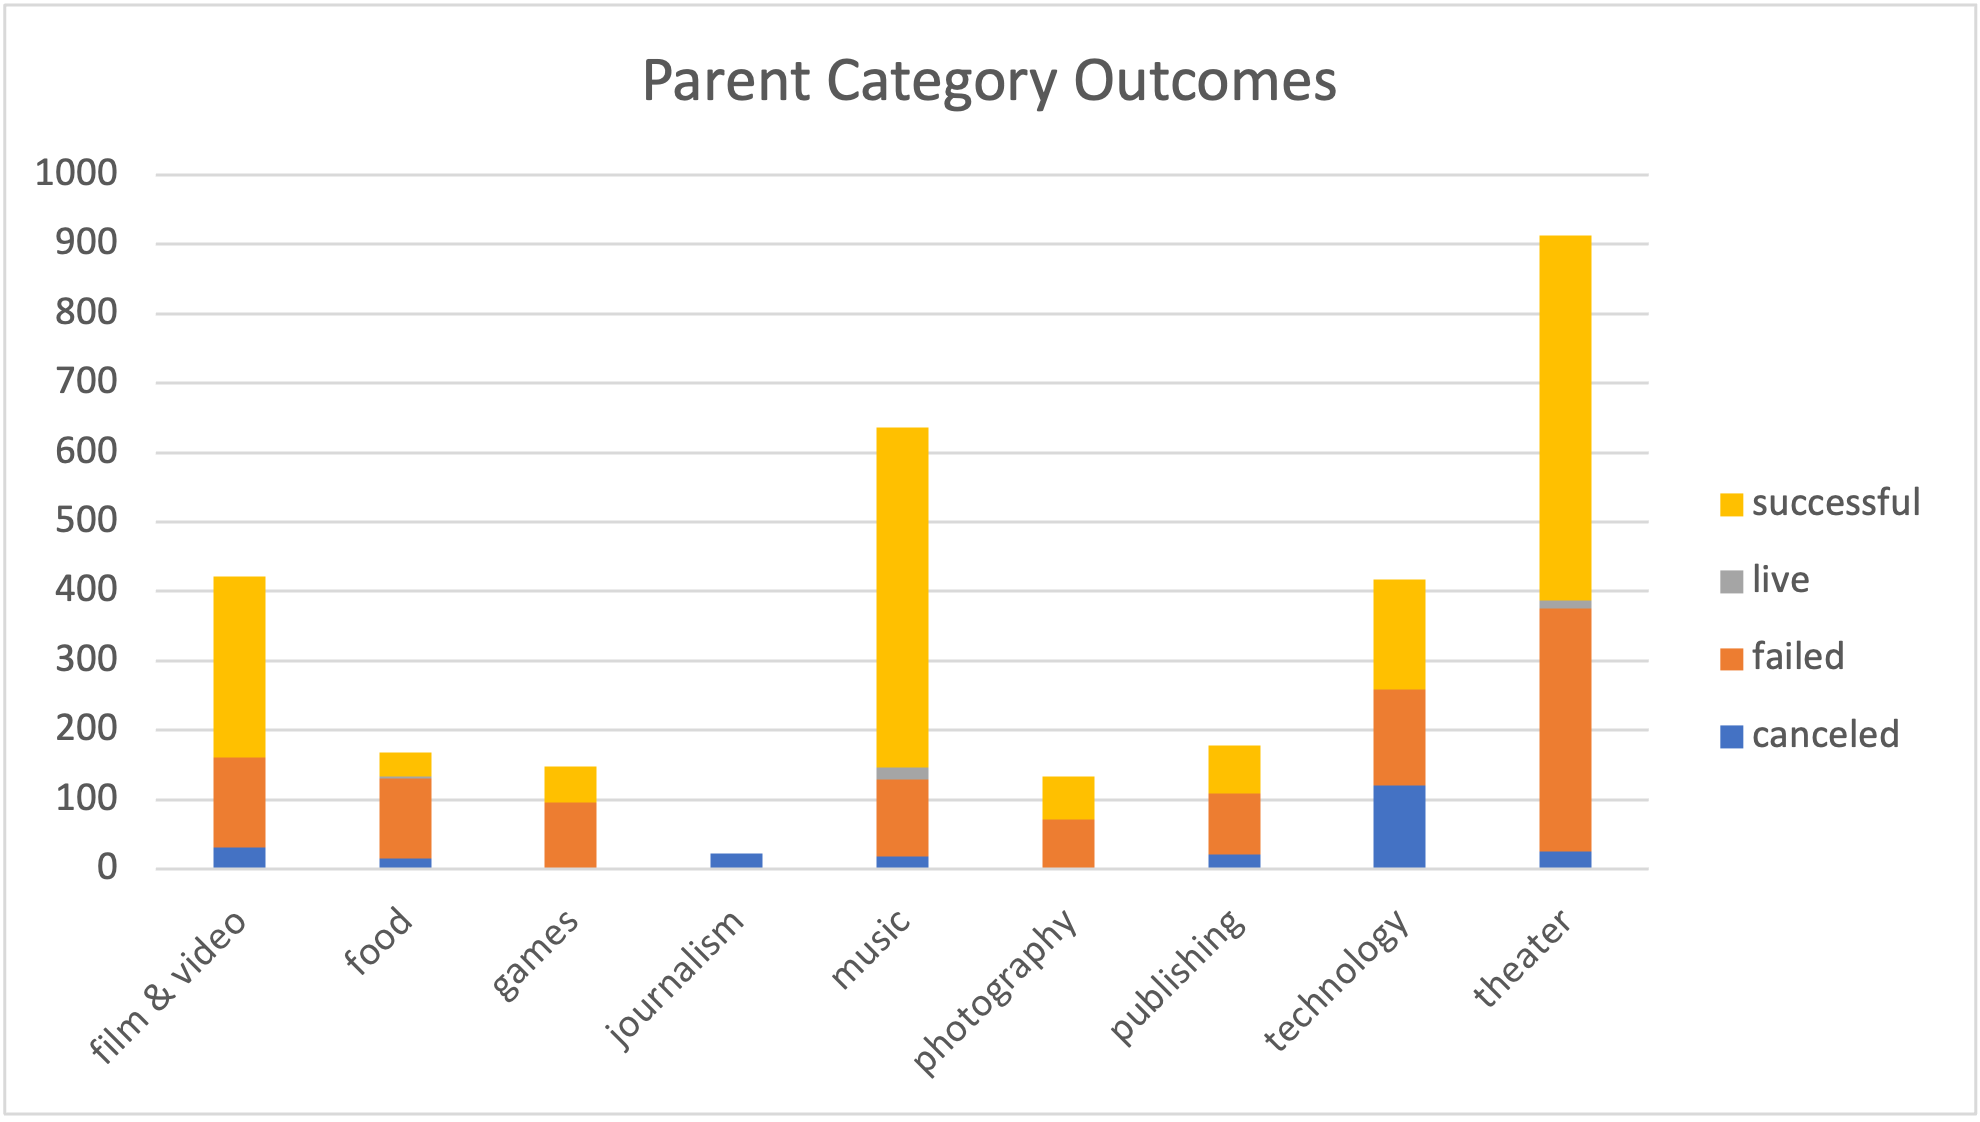 Parent Category Outcomes
1000
900
800
700
600
500
400
300
200
100
0
film & video
food
games
journalism
music
photography
publishing
technology
theater
successful
live
failed
canceled